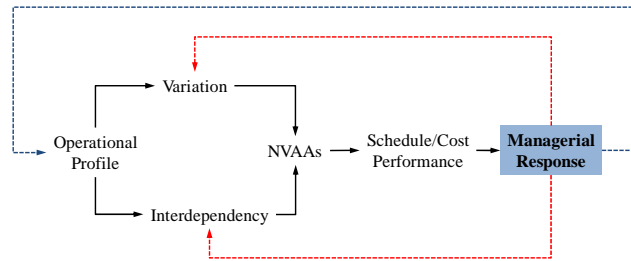 Variation
Operational
Profile
NVAAs
Schedule/Cost
Performance
Managerial
Response
Interdependency